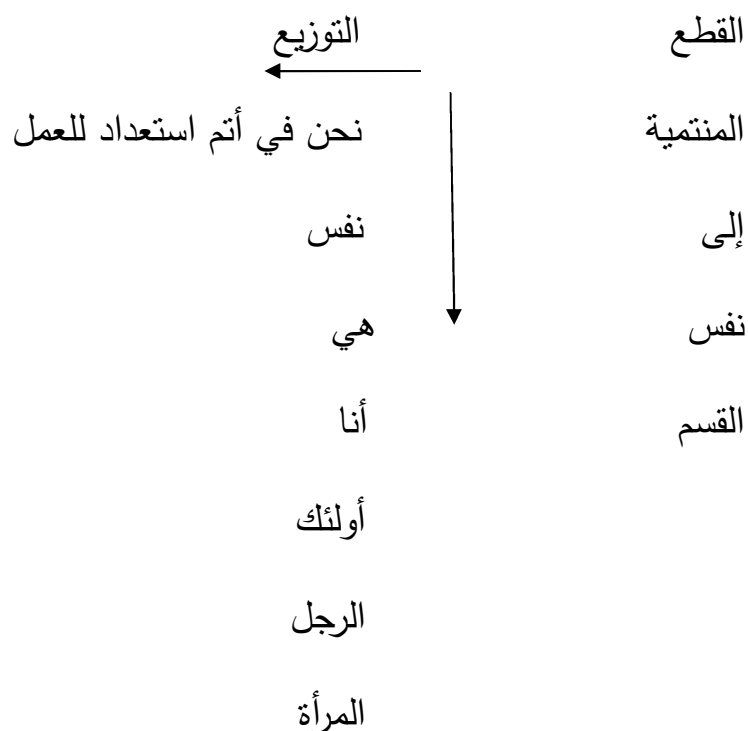 القطع التوزيع
المنتمية نحن في أتم استعداد للعمل
إلى نفس
نفس هي
القسم أنا
أولئك
الرجل
المرأة